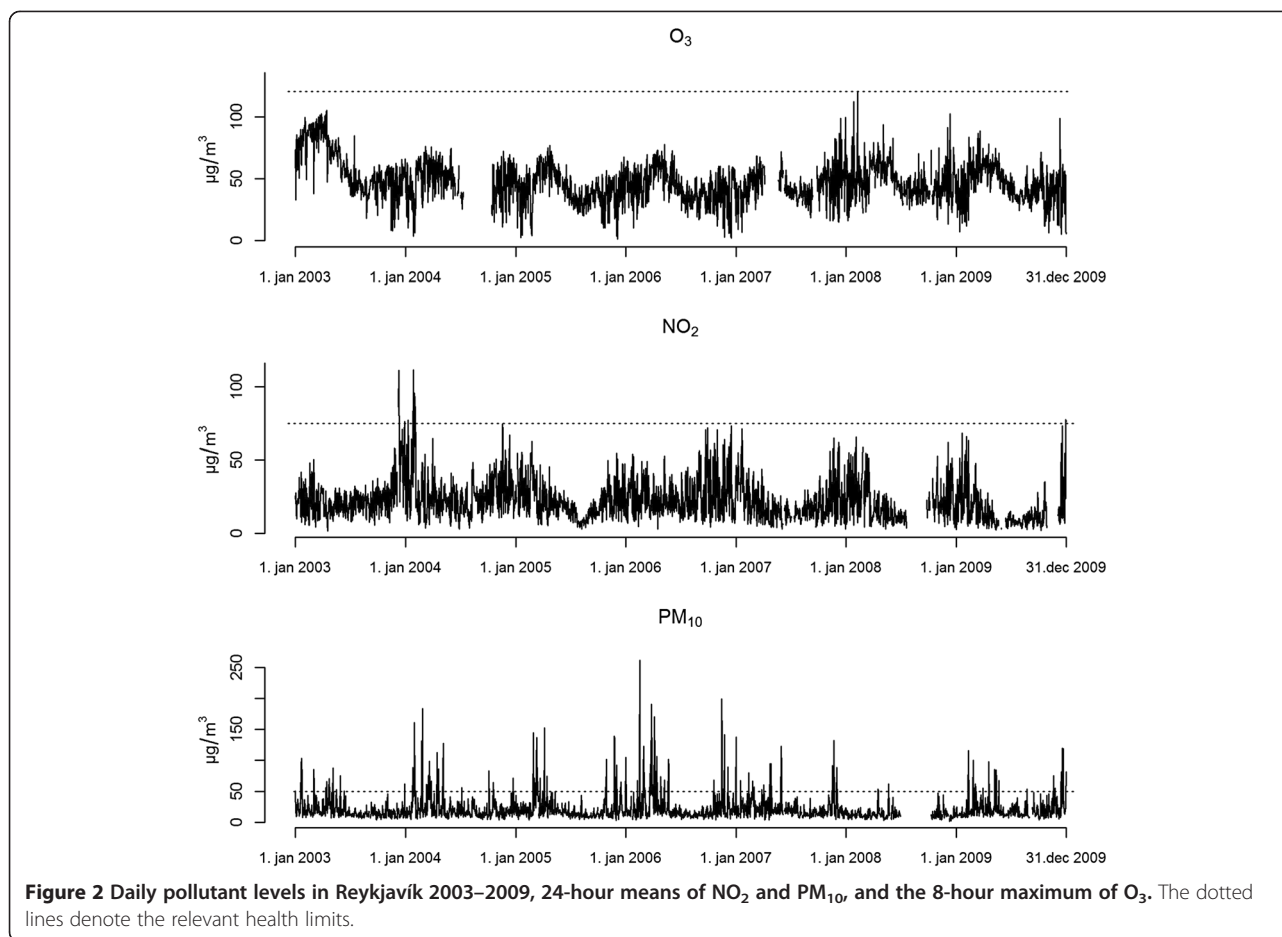 O₃
µg/m³
100
50
0
1. jan 2003 1. jan 2004 1. jan 2005 1. jan 2006 1. jan 2007 1. jan 2008 1. jan 2009 31.dec 2009
NO₂
µg/m³
100
50
0
1. jan 2003 1. jan 2004 1. jan 2005 1. jan 2006 1. jan 2007 1. jan 2008 1. jan 2009 31.dec 2009
PM₁₀
µg/m³
250
150
50
0
1. jan 2003 1. jan 2004 1. jan 2005 1. jan 2006 1. jan 2007 1. jan 2008 1. jan 2009 31.dec 2009
Figure 2 Daily pollutant levels in Reykjavík 2003–2009, 24-hour means of NO₂ and PM₁₀, and the 8-hour maximum of O₃. The dotted
lines denote the relevant health limits.